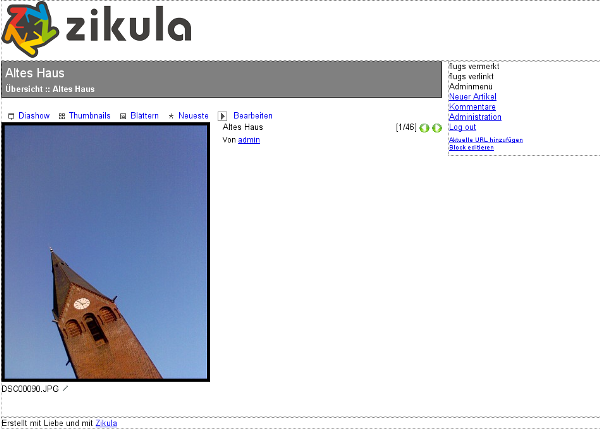 zikula
Altes Haus
Übersicht :: Altes Haus
Diashow Thumbnails Blättern Neueste Bearbeiten
Altes Haus [1/46]
Von admin
DSC00090.JPG
flugs vermerkt
flugs verlinkt
Adminmenu
Neuer Artikel
Kommentare
Administration
Log out
Aktuelle URL hinzufügen
Block editieren
Erstellt mit Liebe und mit Zikula